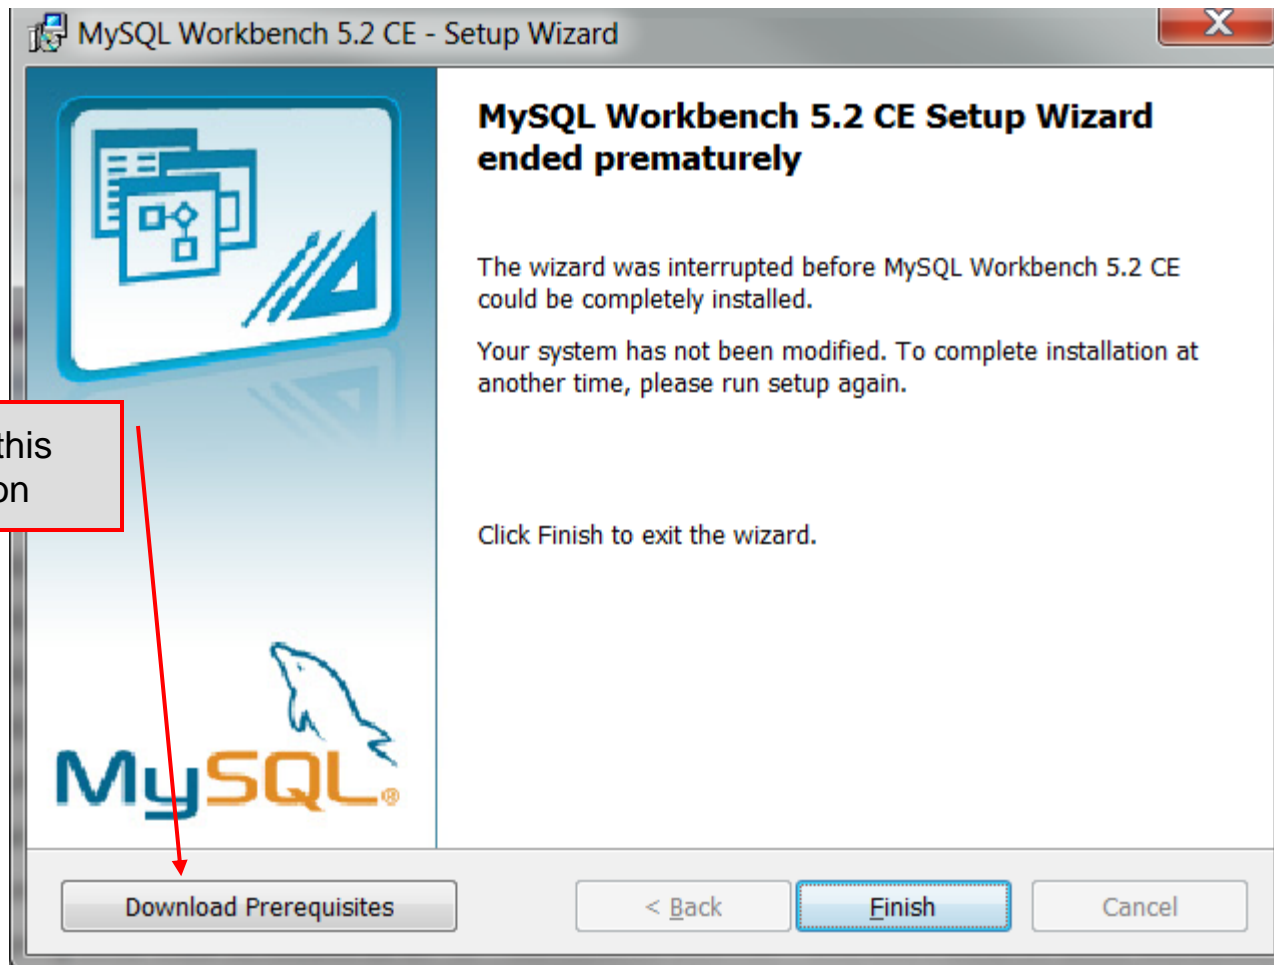 MySQL Workbench 5.2 CE - Setup Wizard
X
MySQL Workbench 5.2 CE Setup Wizard
ended prematurely
The wizard was interrupted before MySQL Workbench 5.2 CE
could be completely installed.
Your system has not been modified. To complete installation at
another time, please run setup again.
this
on
Click Finish to exit the wizard.
MySQL®
Download Prerequisites
< Back
Finish
Cancel